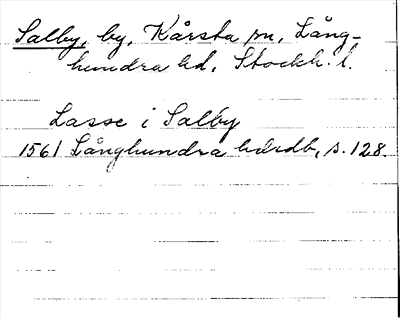 Salby, by, Kårsta sn, Lång-
hundra hd, Stockh. l.
Lasse i Salby
1561 Långhundra hdrdb, s. 128.